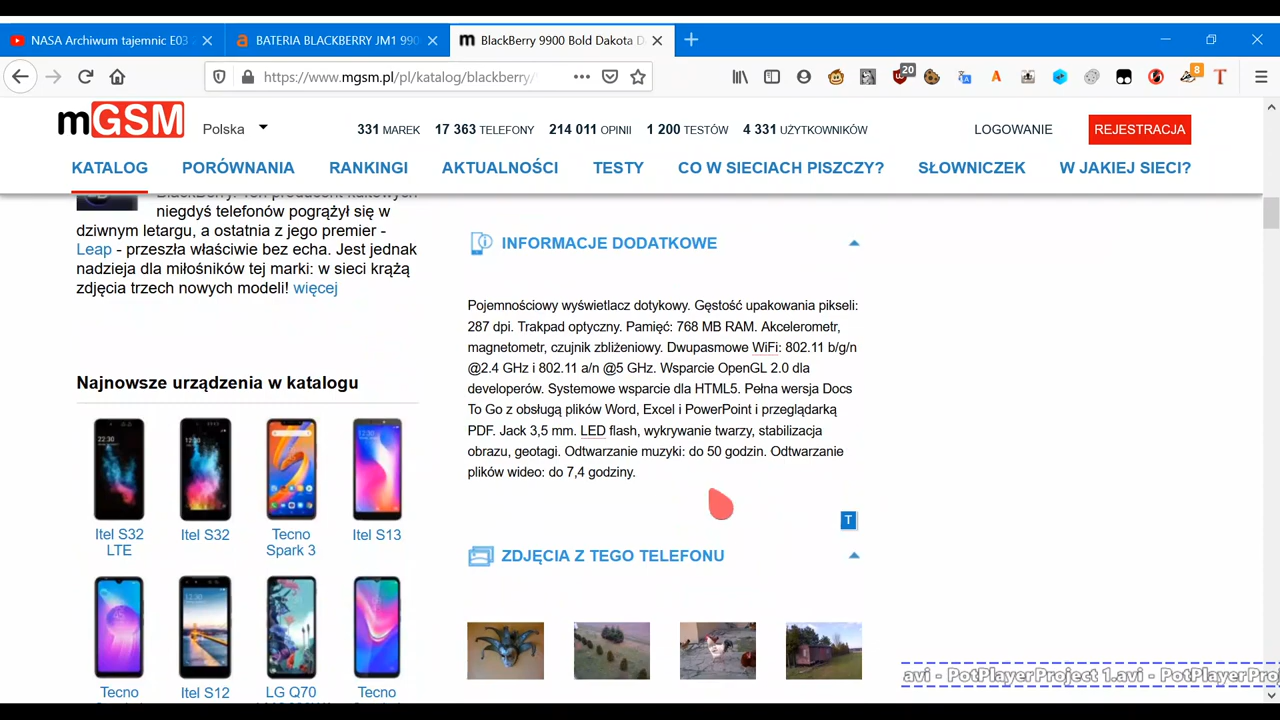 NASA Archiwum tajemnic E03
BATERIA BLACKBERRY JM1 990
m BlackBerry 9900 Bold Dakota D
https://www.mgsm.pl/pl/katalog/blackberry/
20
8
mGSM
Polska
331 MAREK 17 363 TELEFONY 214 011 OPINII 1 200 TESTÓW 4 331 UŻYTKOWNIKÓW
LOGOWANIE
REJESTRACJA
KATALOG PORÓWNANIA RANKINGI AKTUALNOŚCI TESTY CO W SIECIACH PISZCZY? SŁOWNICZEK W JAKIEJ SIECI?
BlackBerry. Ten producent kultowych
niegdyś telefonów pogrążył się w
dziwnym letargu, a ostatnia z jego premier -
Leap - przeszła właściwie bez echa. Jest jednak
nadzieja dla miłośników tej marki: w sieci krążą
zdjęcia trzech nowych modeli! więcej
Najnowsze urządzenia w katalogu
Itel S32
LTE
Itel S32
Tecno
Spark 3
Itel S13
Tecno
Itel S12
LG Q70
Tecno
INFORMACJE DODATKOWE
Pojemnościowy wyświetlacz dotykowy. Gęstość upakowania pikseli:
287 dpi. Trakpad optyczny. Pamięć: 768 MB RAM. Akcelerometr,
magnetometr, czujnik zbliżeniowy. Dwupasmowe WiFi: 802.11 b/g/n
@2.4 GHz i 802.11 a/n @5 GHz. Wsparcie OpenGL 2.0 dla
developerów. Systemowe wsparcie dla HTML5. Pełna wersja Docs
To Go z obsługą plików Word, Excel i PowerPoint i przeglądarką
PDF. Jack 3,5 mm. LED flash, wykrywanie twarzy, stabilizacja
obrazu, geotagi. Odtwarzanie muzyki: do 50 godzin. Odtwarzanie
plików wideo: do 7,4 godziny.
T
ZDJĘCIA Z TEGO TELEFONU
avi - PotPlayerProject 1.avi - PotPlayerProj